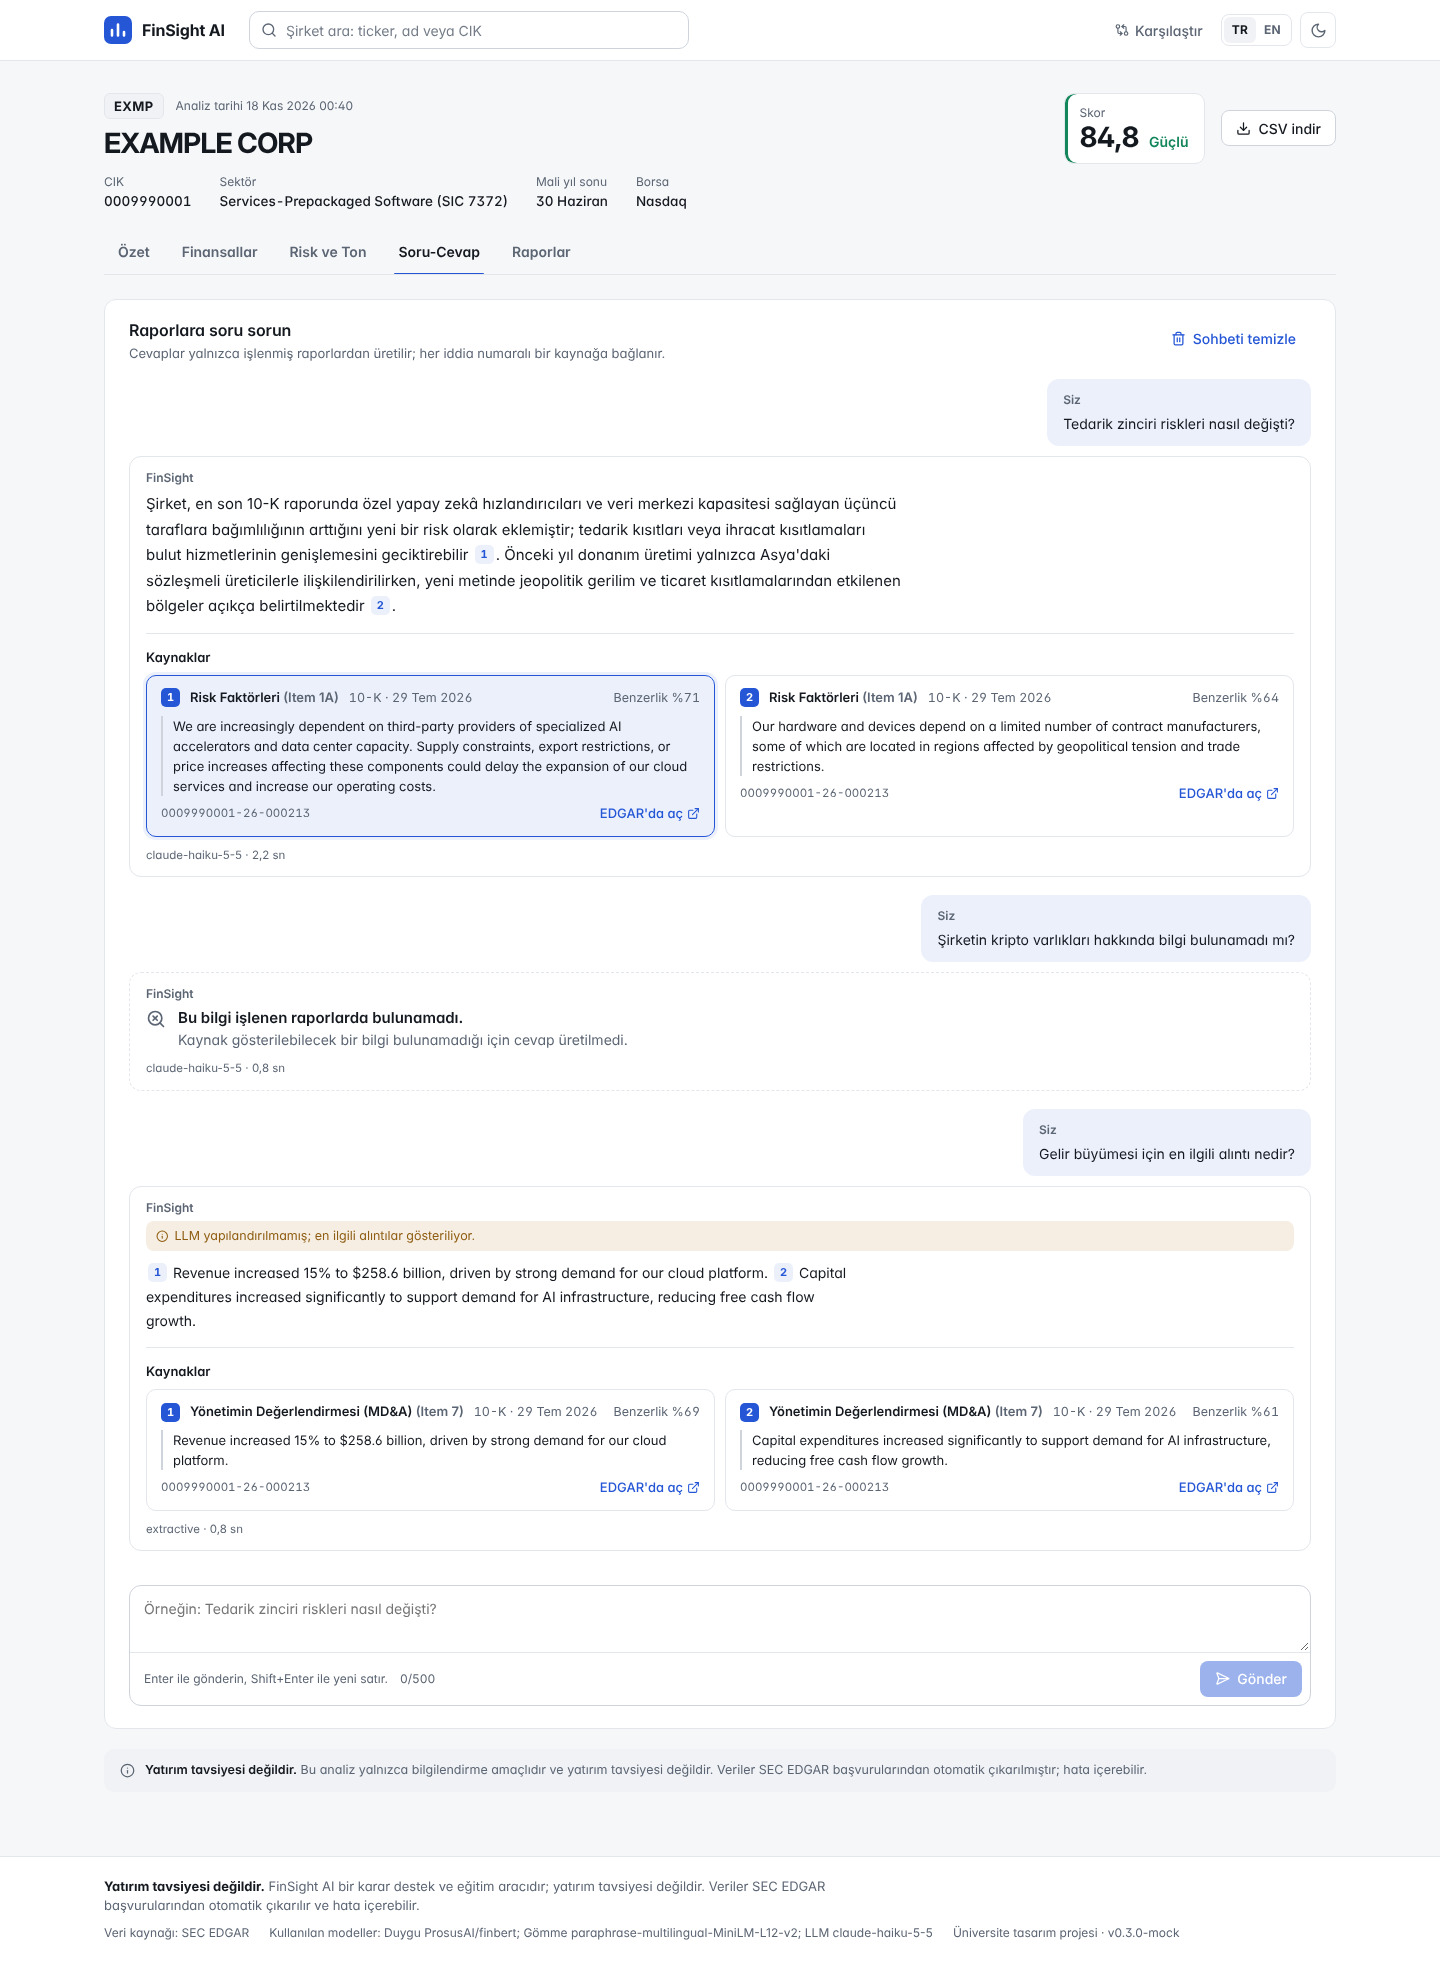 FinSight AI
Şirket ara: ticker, ad veya CIK
Karşılaştır
TR EN
EXMP Analiz tarihi 18 Kas 2026 00:40
EXAMPLE CORP
Skor
84,8 Güçlü
CSV indir
CIK
0009990001
Sektör
Services-Prepackaged Software (SIC 7372)
Mali yıl sonu
30 Haziran
Borsa
Nasdaq
Özet Finansallar Risk ve Ton Soru-Cevap Raporlar
Raporlara soru sorun
Cevaplar yalnızca işlenmiş raporlardan üretilir; her iddia numaralı bir kaynağa bağlanır.
Sohbeti temizle
Siz
Tedarik zinciri riskleri nasıl değişti?
FinSight
Şirket, en son 10-K raporunda özel yapay zekâ hızlandırıcıları ve veri merkezi kapasitesi sağlayan üçüncü
taraflara bağımlılığının arttığını yeni bir risk olarak eklemiştir; tedarik kısıtları veya ihracat kısıtlamaları
bulut hizmetlerinin genişlemesini geciktirebilir 1 . Önceki yıl donanım üretimi yalnızca Asya'daki
sözleşmeli üreticilerle ilişkilendirilirken, yeni metinde jeopolitik gerilim ve ticaret kısıtlamalarından etkilenen
bölgeler açıkça belirtilmektedir 2 .
Kaynaklar
1 Risk Faktörleri (Item 1A) 10-K · 29 Tem 2026 Benzerlik %71
We are increasingly dependent on third-party providers of specialized AI
accelerators and data center capacity. Supply constraints, export restrictions, or
price increases affecting these components could delay the expansion of our cloud
services and increase our operating costs.
0009990001-26-000213 EDGAR'da aç
2 Risk Faktörleri (Item 1A) 10-K · 29 Tem 2026 Benzerlik %64
Our hardware and devices depend on a limited number of contract manufacturers,
some of which are located in regions affected by geopolitical tension and trade
restrictions.
0009990001-26-000213 EDGAR'da aç
claude-haiku-5-5 · 2,2 sn
Siz
Şirketin kripto varlıkları hakkında bilgi bulunamadı mı?
FinSight
Bu bilgi işlenen raporlarda bulunamadı.
Kaynak gösterilebilecek bir bilgi bulunamadığı için cevap üretilmedi.
claude-haiku-5-5 · 0,8 sn
Siz
Gelir büyümesi için en ilgili alıntı nedir?
FinSight
LLM yapılandırılmamış; en ilgili alıntılar gösteriliyor.
1 Revenue increased 15% to $258.6 billion, driven by strong demand for our cloud platform. 2 Capital
expenditures increased significantly to support demand for AI infrastructure, reducing free cash flow
growth.
Kaynaklar
1 Yönetimin Değerlendirmesi (MD&A) (Item 7) 10-K · 29 Tem 2026 Benzerlik %69
Revenue increased 15% to $258.6 billion, driven by strong demand for our cloud
platform.
0009990001-26-000213 EDGAR'da aç
2 Yönetimin Değerlendirmesi (MD&A) (Item 7) 10-K · 29 Tem 2026 Benzerlik %61
Capital expenditures increased significantly to support demand for AI infrastructure,
reducing free cash flow growth.
0009990001-26-000213 EDGAR'da aç
extractive · 0,8 sn
Örneğin: Tedarik zinciri riskleri nasıl değişti?
Enter ile gönderin, Shift+Enter ile yeni satır. 0/500
Gönder
Yatırım tavsiyesi değildir. Bu analiz yalnızca bilgilendirme amaçlıdır ve yatırım tavsiyesi değildir. Veriler SEC EDGAR başvurularından otomatik çıkarılmıştır; hata içerebilir.
Yatırım tavsiyesi değildir. FinSight AI bir karar destek ve eğitim aracıdır; yatırım tavsiyesi değildir. Veriler SEC EDGAR
başvurularından otomatik çıkarılır ve hata içerebilir.
Veri kaynağı: SEC EDGAR Kullanılan modeller: Duygu ProsusAI/finbert; Gömme paraphrase-multilingual-MiniLM-L12-v2; LLM claude-haiku-5-5 Üniversite tasarım projesi · v0.3.0-mock